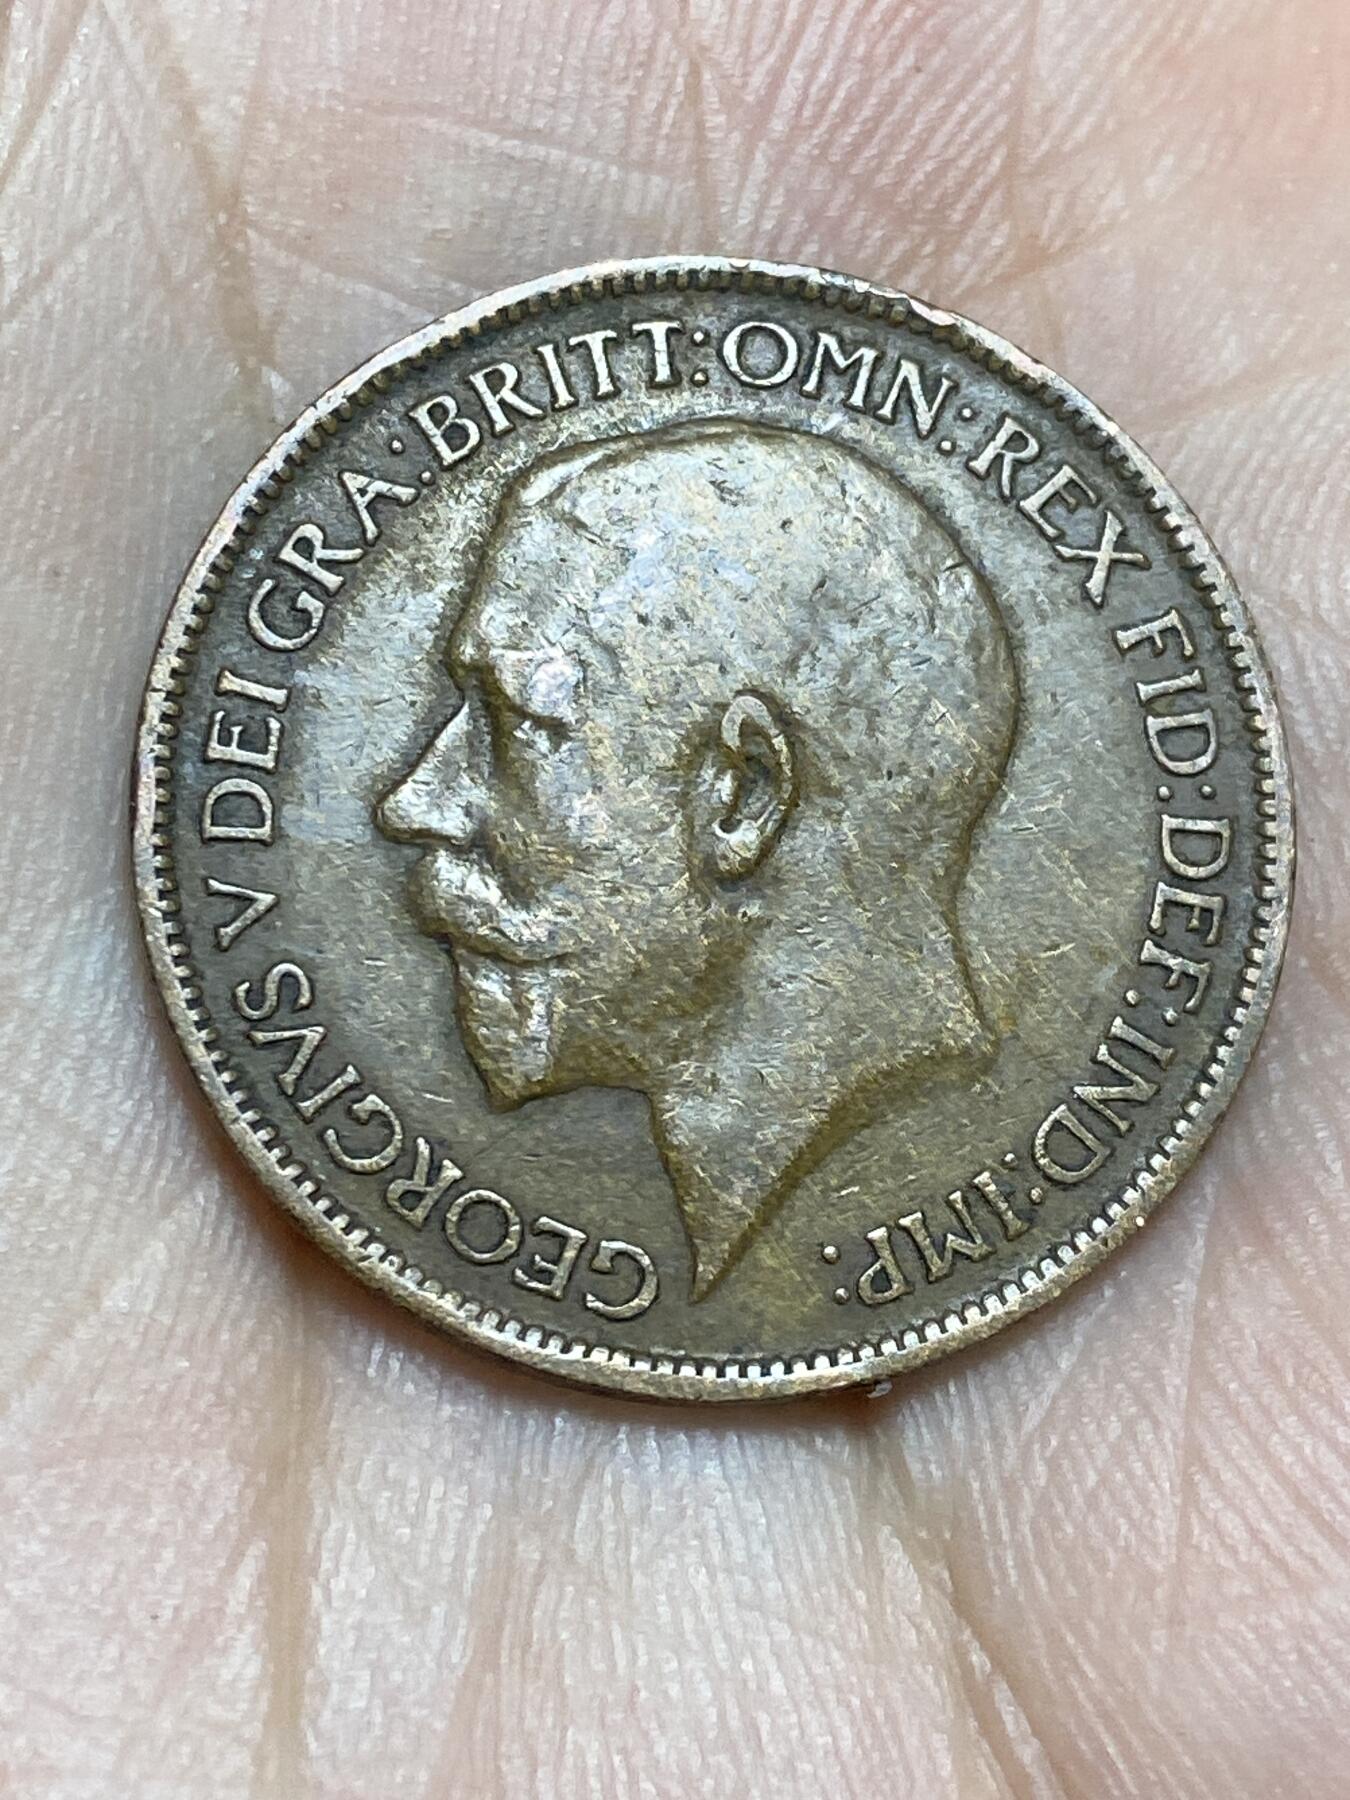 GEORGIVS V DEI GRA: BRITT: OMN: REX FID: DEF: IND: IMP: